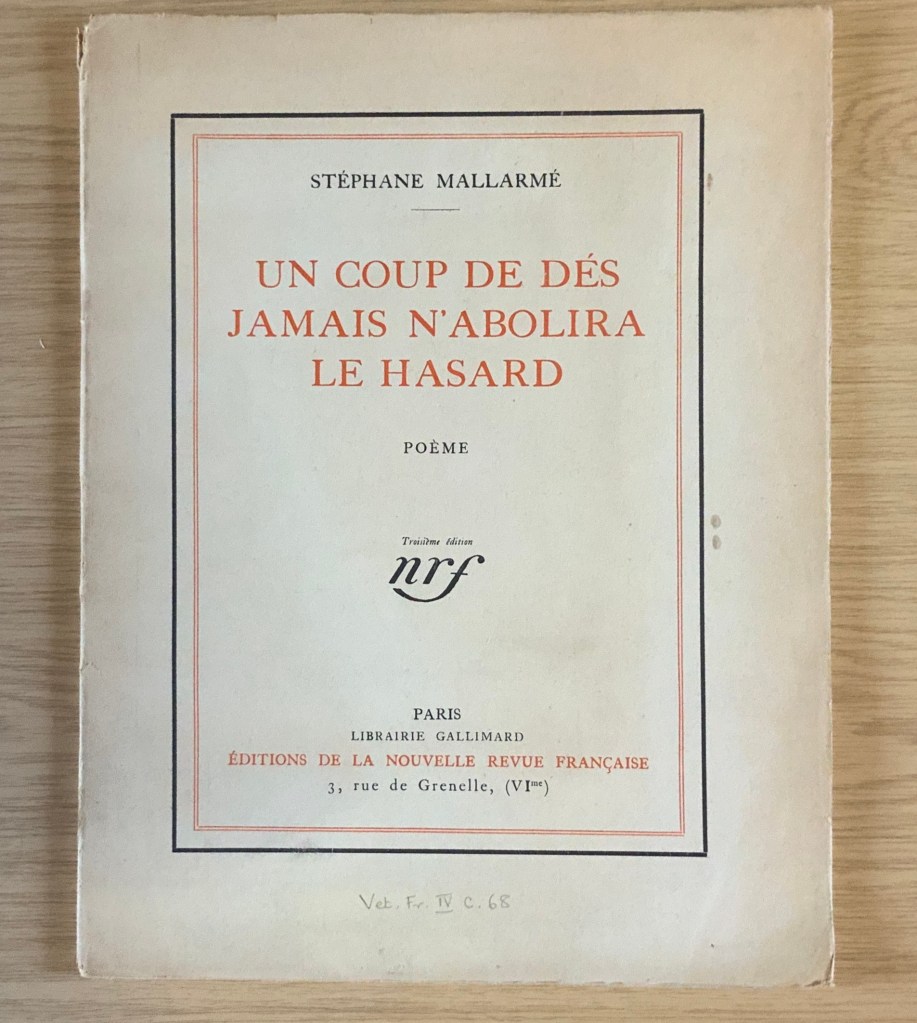 STÉPHANE MALLARMÉ
UN COUP DE DÉS
JAMAIS N'ABOLIRA
LE HASARD
POÈME
Troisième édition
nrf
PARIS
LIBRAIRIE GALLIMARD
ÉDITIONS DE LA NOUVELLE REVUE FRANÇAISE
3, rue de Grenelle, (VIme)
Vet. Fr. IV C. 68